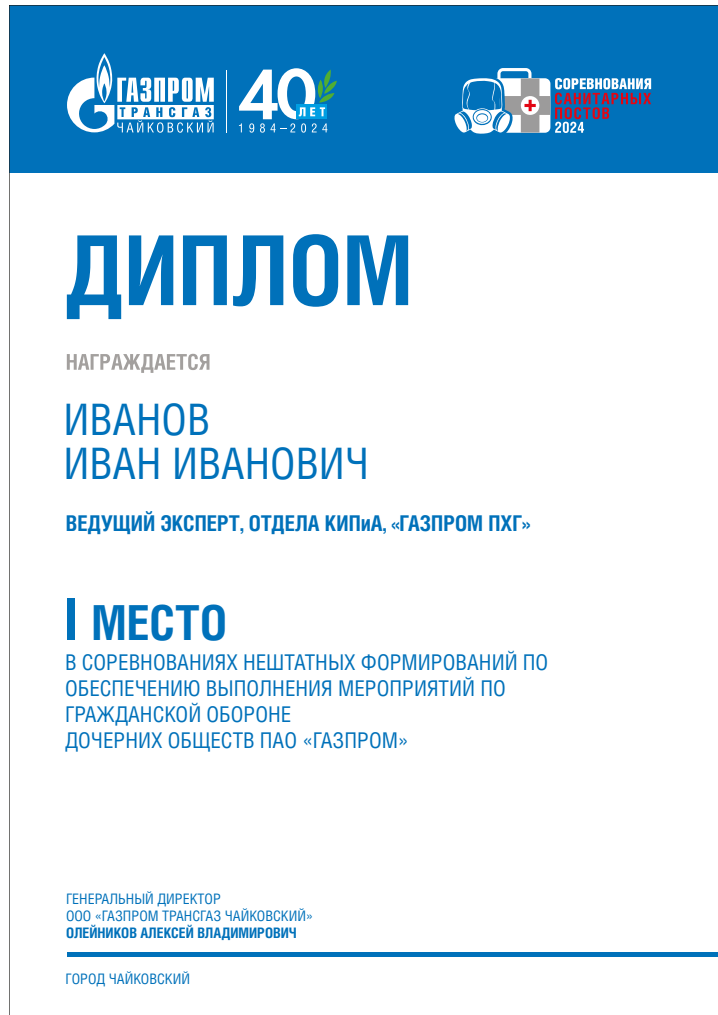 ГАЗПРОМ
ТРАНСГАЗ
ЧАЙКОВСКИЙ
40
ЛЕТ
1984–2024
СОРЕВНОВАНИЯ
САНИТАРНЫХ
ПОСТОВ
2024
ДИПЛОМ
НАГРАЖДАЕТСЯ
ИВАНОВ
ИВАН ИВАНОВИЧ
ВЕДУЩИЙ ЭКСПЕРТ, ОТДЕЛА КИПиА, «ГАЗПРОМ ПХГ»
I МЕСТО
В СОРЕВНОВАНИЯХ НЕШТАТНЫХ ФОРМИРОВАНИЙ ПО
ОБЕСПЕЧЕНИЮ ВЫПОЛНЕНИЯ МЕРОПРИЯТИЙ ПО
ГРАЖДАНСКОЙ ОБОРОНЕ
ДОЧЕРНИХ ОБЩЕСТВ ПАО «ГАЗПРОМ»
ГЕНЕРАЛЬНЫЙ ДИРЕКТОР
ООО «ГАЗПРОМ ТРАНСГАЗ ЧАЙКОВСКИЙ»
ОЛЕЙНИКОВ АЛЕКСЕЙ ВЛАДИМИРОВИЧ
ГОРОД ЧАЙКОВСКИЙ